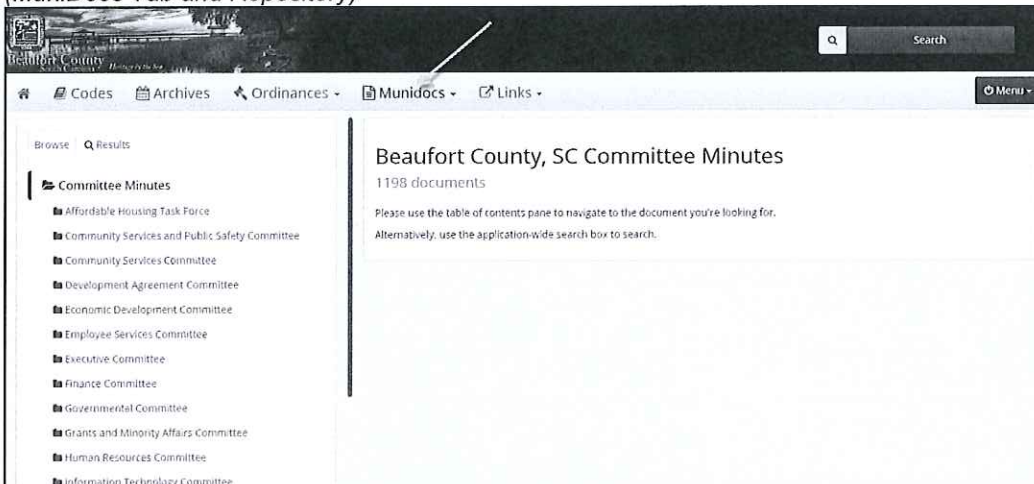 (MuniDocs Tab and Repository)
Beaufort County
South Carolina
Search
Codes Archives Ordinances Munidocs Links Menu
Browse Results
Committee Minutes
Affordable Housing Task Force
Community Services and Public Safety Committee
Community Services Committee
Development Agreement Committee
Economic Development Committee
Employee Services Committee
Executive Committee
Finance Committee
Governmental Committee
Grants and Minority Affairs Committee
Human Resources Committee
Information Technology Committee
Beaufort County, SC Committee Minutes
1198 documents
Please use the table of contents pane to navigate to the document you're looking for.
Alternatively, use the application-wide search box to search.